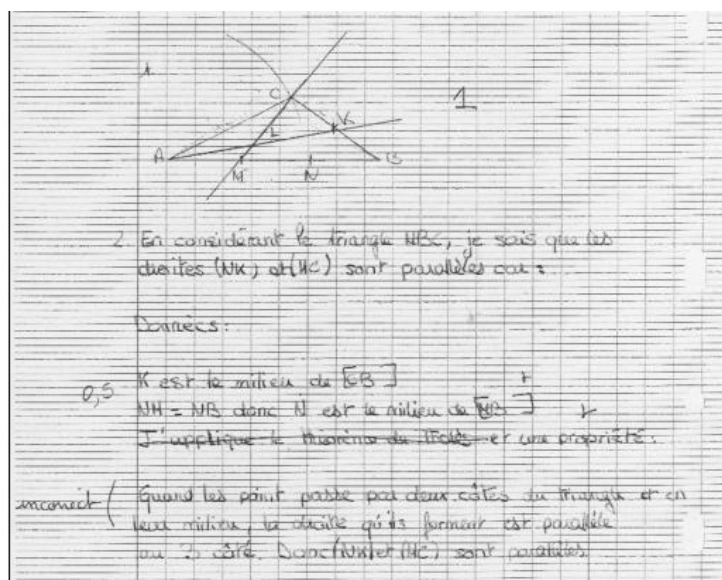 1.
1
C
L
K
A
M
N
B
2. En considérant le triangle MBC, je sais que les
droites (NK) et (MC) sont parallèles car :
Données :
0,5
K est le milieu de [CB]
NM = NB donc N est le milieu de [MB]
J'applique le théorème de Thalès et une propriété :
incorrect
Quand les point passe par deux côtés du triangle et en
leur milieu, la droite qu'ils forment est parallèle
au 3 côté. Donc (NK) et (MC) sont parallèles